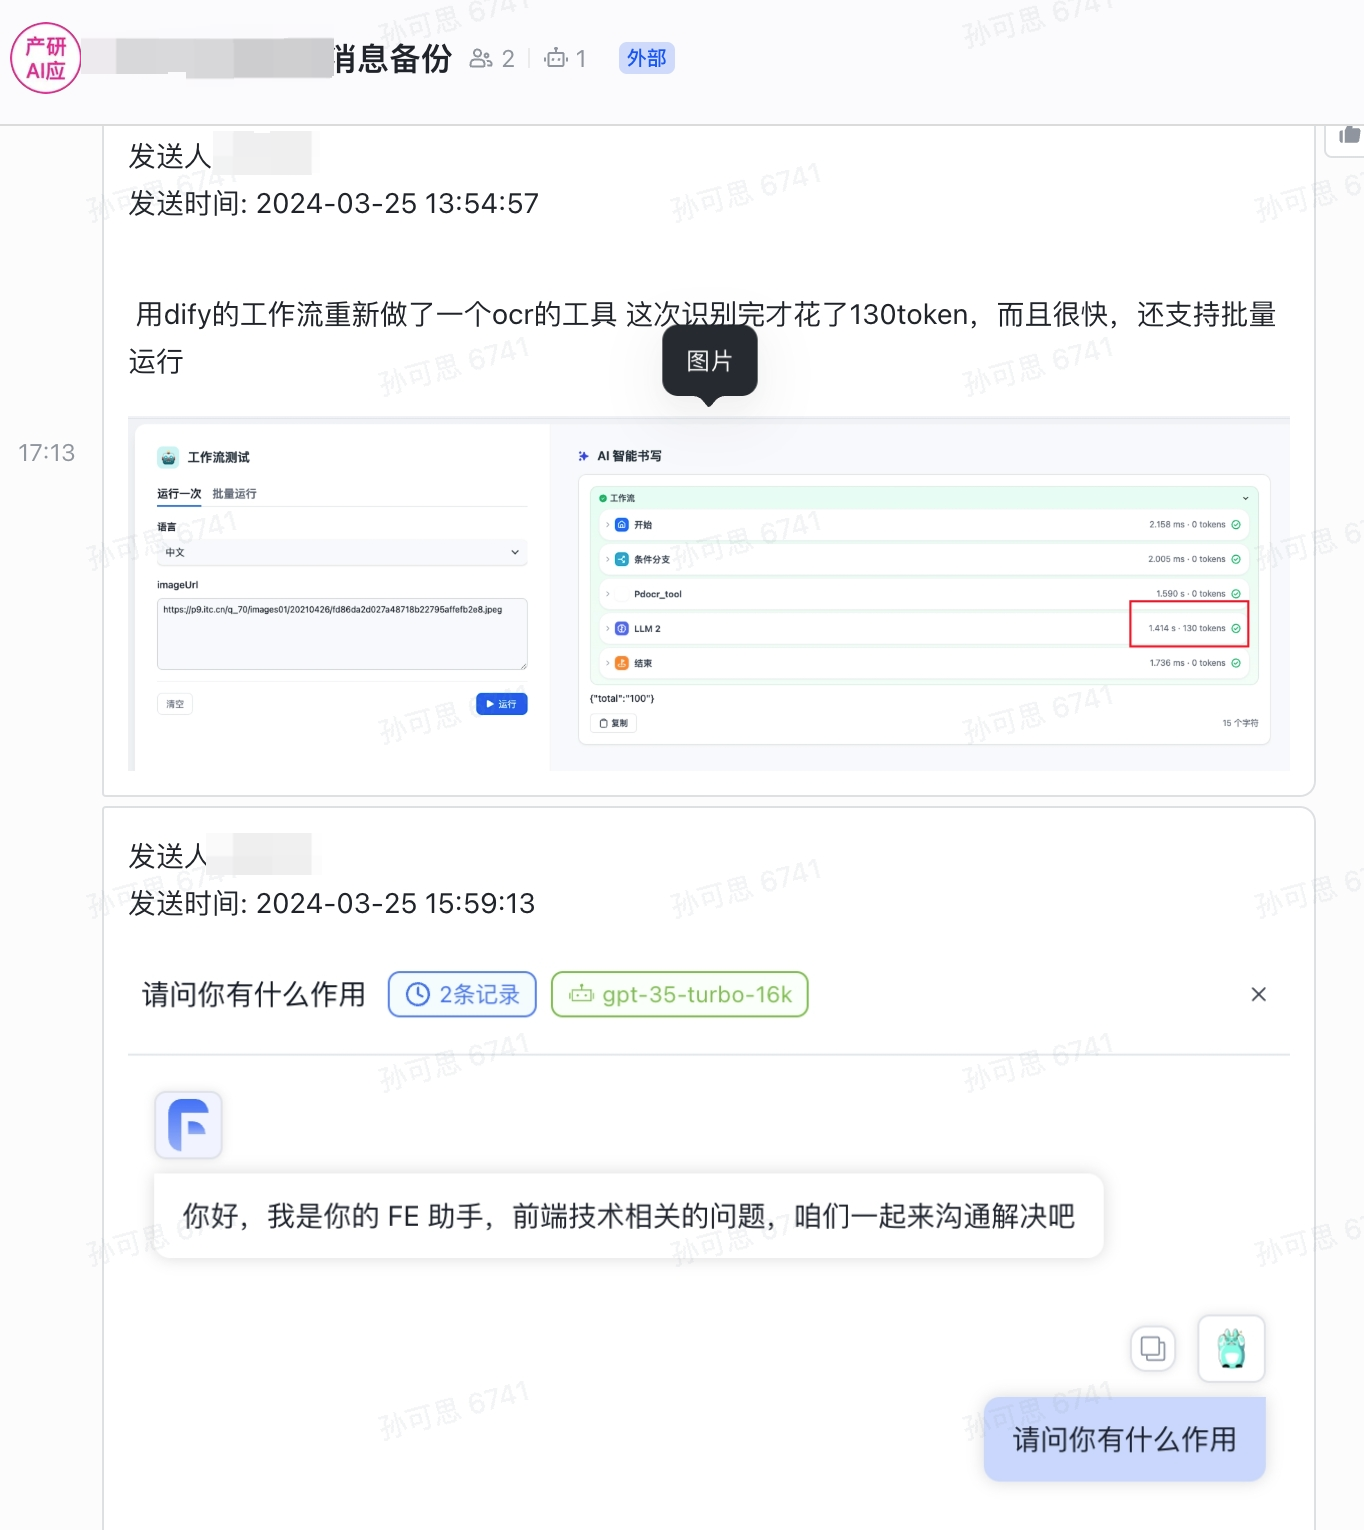 产研
AI应
消息备份 2 1 外部
发送人
发送时间: 2024-03-25 13:54:57
用dify的工作流重新做了一个ocr的工具 这次识别完才花了130token，而且很快，还支持批量
运行
图片
17:13
工作流测试
运行一次 批量运行
语言
中文
imageUrl
https://p9.itc.cn/q_70/images01/20210426/fd86da2d027a48718b22795affefb2e8.jpeg
清空
运行
AI 智能书写
工作流
开始 2.158 ms · 0 tokens
条件分支 2.005 ms · 0 tokens
Pdocr_tool 1.590 s · 0 tokens
LLM 2 1.414 s · 130 tokens
结束 1.736 ms · 0 tokens
{"total":"100"}
复制 15 个字符
发送人
发送时间: 2024-03-25 15:59:13
请问你有什么作用 2条记录 gpt-35-turbo-16k
你好，我是你的 FE 助手，前端技术相关的问题，咱们一起来沟通解决吧
请问你有什么作用
孙可思 6741